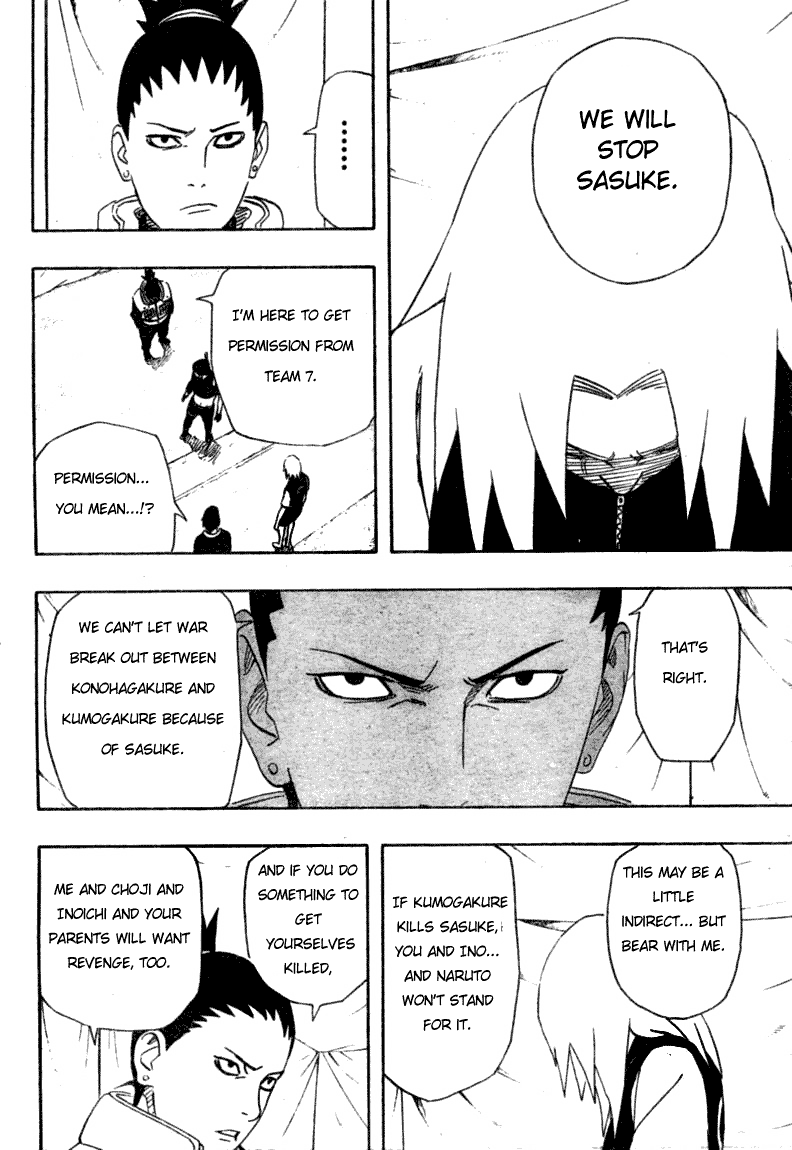 WE WILL
STOP
SASUKE.
......
I'M HERE TO GET
PERMISSION FROM
TEAM 7.
PERMISSION...
YOU MEAN...!?
THAT'S
RIGHT.
WE CAN'T LET WAR
BREAK OUT BETWEEN
KONOHAGAKURE AND
KUMOGAKURE BECAUSE
OF SASUKE.
THIS MAY BE A
LITTLE
INDIRECT... BUT
BEAR WITH ME.
IF KUMOGAKURE
KILLS SASUKE,
YOU AND INO...
AND NARUTO
WON'T STAND
FOR IT.
AND IF YOU DO
SOMETHING TO
GET
YOURSELVES
KILLED,
ME AND CHOJI AND
INOICHI AND YOUR
PARENTS WILL WANT
REVENGE, TOO.